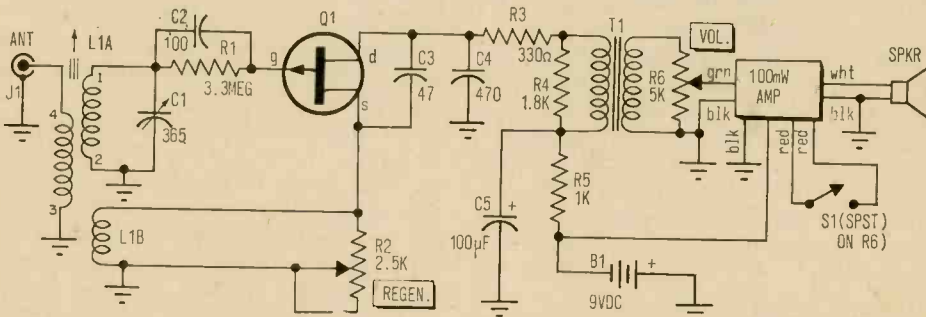 ANT
J1
L1A
4
3
1
2
C2
100
R1
3.3MEG
C1
365
Q1
g
d
s
C3
47
C4
470
R3
330Ω
R4
1.8K
T1
R6
5K
VOL.
grn
blk
100mW
AMP
wht
blk
SPKR
blk
red
red
S1(SPST)
ON R6)
L1B
R2
2.5K
REGEN.
C5
+
100µF
R5
1K
B1
+
9VDC